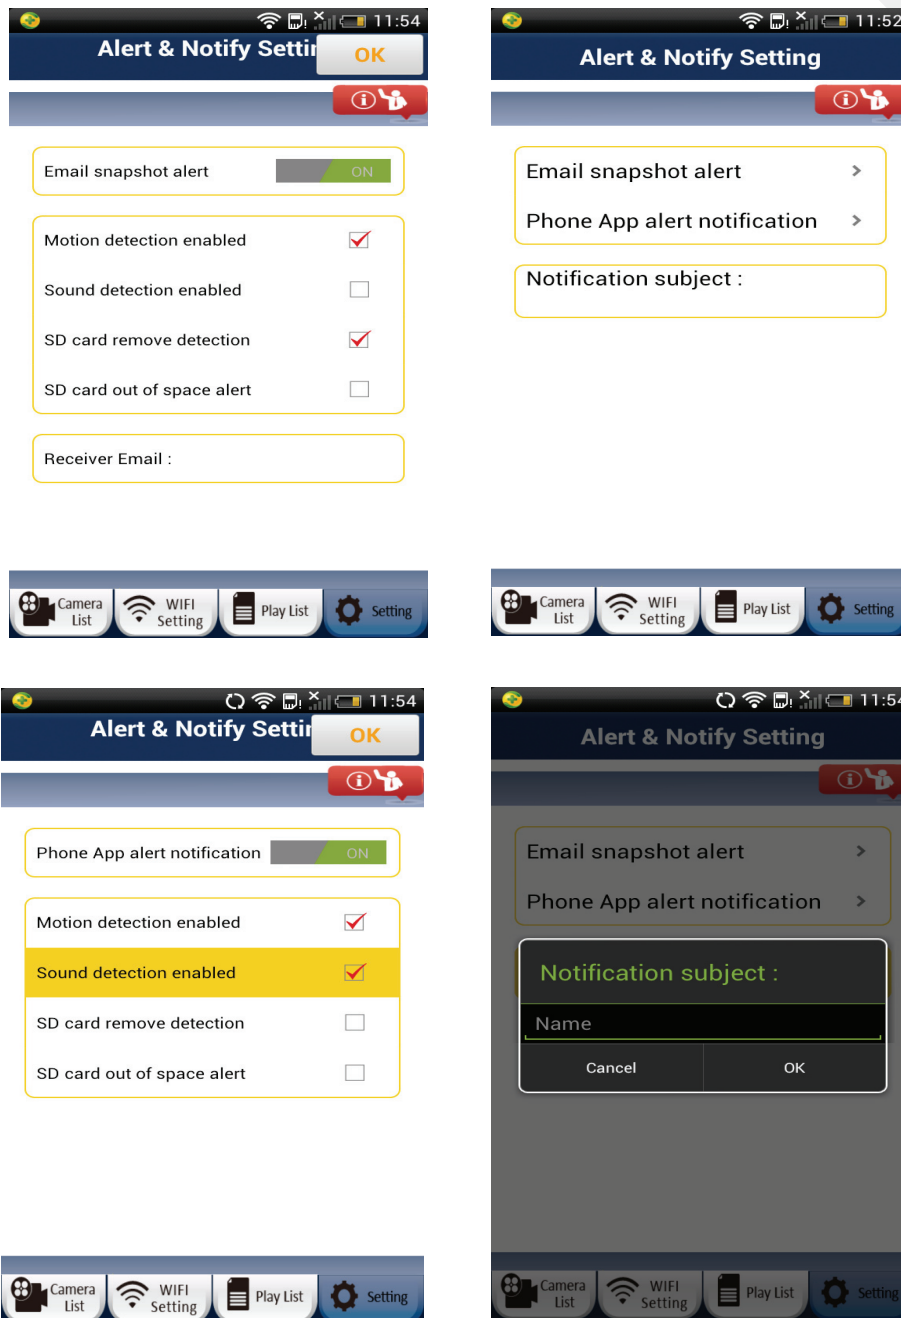 11:54
Alert & Notify Settin
OK
Email snapshot alert ON
Motion detection enabled
Sound detection enabled
SD card remove detection
SD card out of space alert
Receiver Email :
Camera List
WIFI Setting
Play List
Setting
11:52
Alert & Notify Setting
Email snapshot alert >
Phone App alert notification >
Notification subject :
Camera List
WIFI Setting
Play List
Setting
11:54
Alert & Notify Settin
OK
Phone App alert notification ON
Motion detection enabled
Sound detection enabled
SD card remove detection
SD card out of space alert
Camera List
WIFI Setting
Play List
Setting
11:54
Alert & Notify Setting
Email snapshot alert >
Phone App alert notification >
Notification subject :
Name
Cancel OK
Camera List
WIFI Setting
Play List
Setting